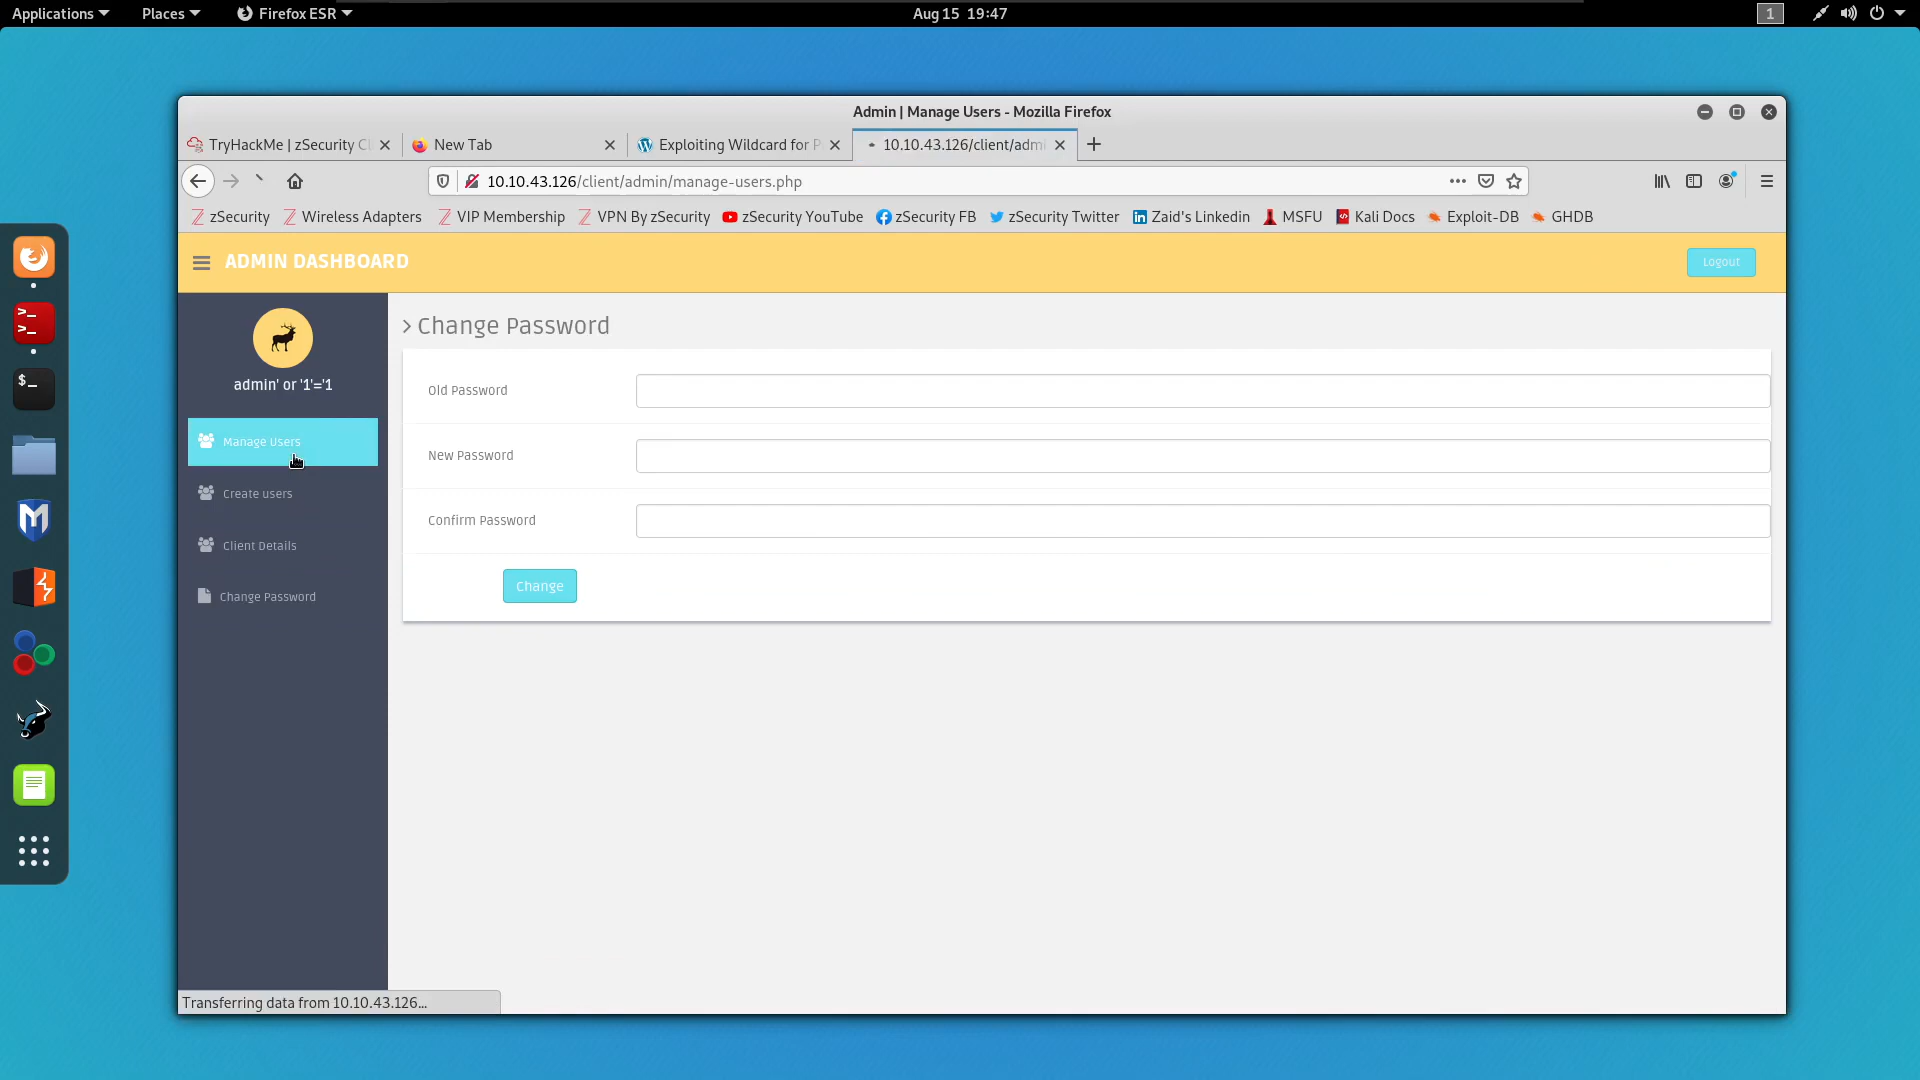 Applications Places Firefox ESR Aug 15 19:47 1
Admin | Manage Users - Mozilla Firefox
TryHackMe | zSecurity C New Tab Exploiting Wildcard for P 10.10.43.126/client/adm
10.10.43.126/client/admin/manage-users.php
zSecurity Wireless Adapters VIP Membership VPN By zSecurity zSecurity YouTube zSecurity FB zSecurity Twitter Zaid's Linkedin MSFU Kali Docs Exploit-DB GHDB
ADMIN DASHBOARD Logout
> Change Password
admin' or '1'='1
Old Password
Manage Users
New Password
Create users
Confirm Password
Client Details
Change
Change Password
Transferring data from 10.10.43.126...